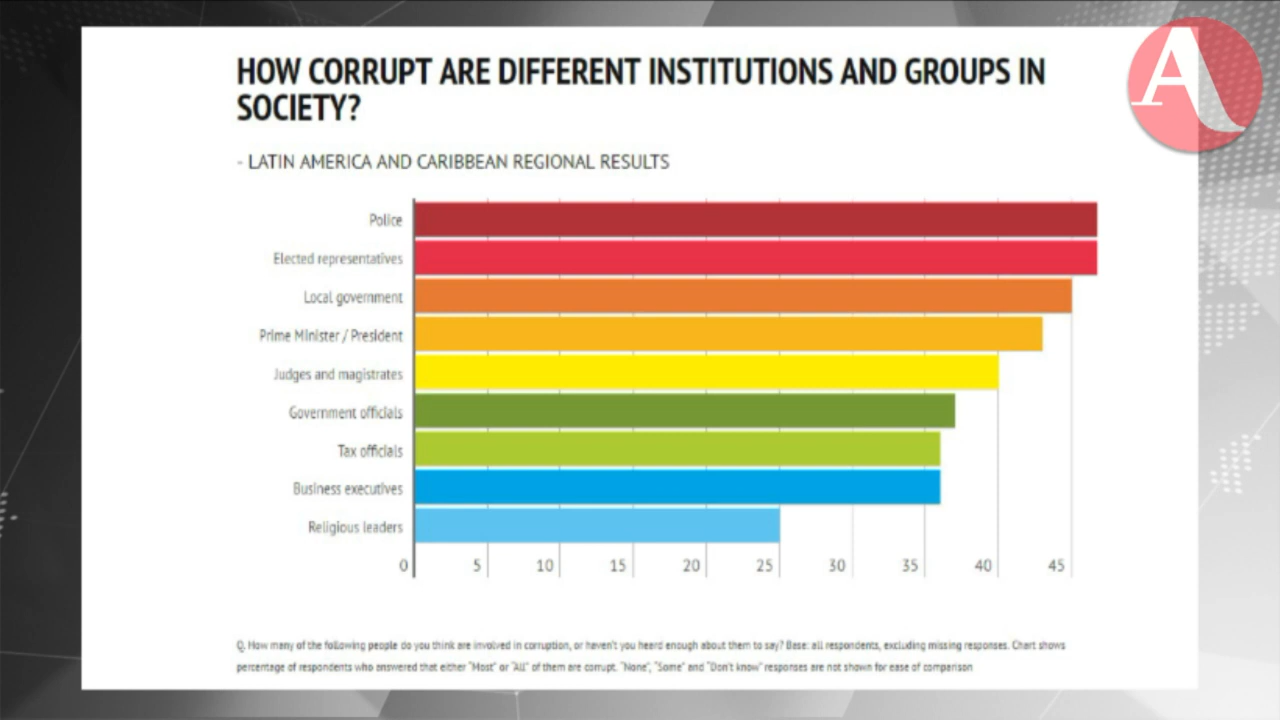 A
HOW CORRUPT ARE DIFFERENT INSTITUTIONS AND GROUPS IN
SOCIETY?
- LATIN AMERICA AND CARIBBEAN REGIONAL RESULTS
Police
Elected representatives
Local government
Prime Minister / President
Judges and magistrates
Government officials
Tax officials
Business executives
Religious leaders
0 5 10 15 20 25 30 35 40 45
Q. How many of the following people do you think are involved in corruption, or haven't you heard enough about them to say? Base: all respondents, excluding missing responses. Chart shows
percentage of respondents who answered that either "Most" or "All" of them are corrupt. "None", "Some" and "Don't know" responses are not shown for ease of comparison